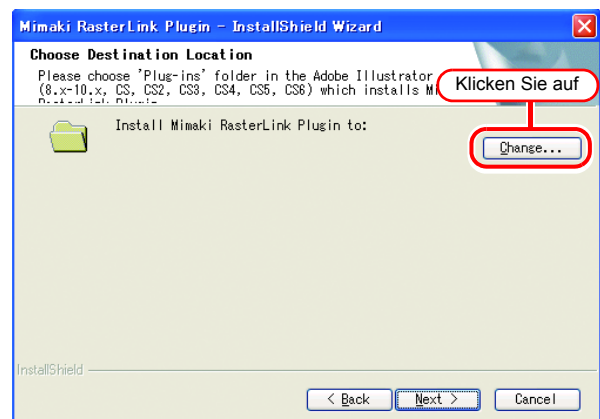 Mimaki RasterLink Plugin - InstallShield Wizard
Choose Destination Location
Please choose 'Plug-ins' folder in the Adobe Illustrator
(8.x-10.x, CS, CS2, CS3, CS4, CS5, CS6) which installs M
Klicken Sie auf
Install Mimaki RasterLink Plugin to:
Change...
InstallShield
< Back
Next >
Cancel